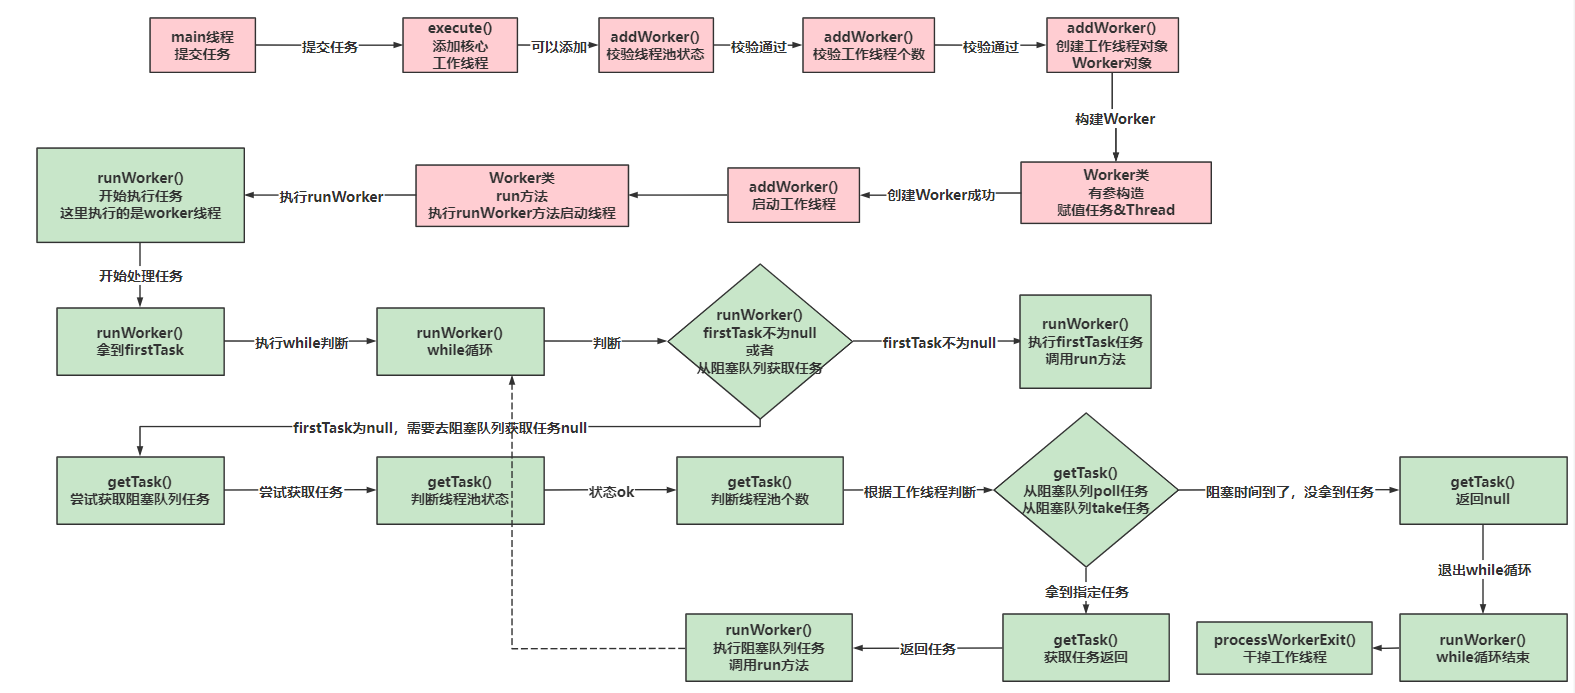 main线程
提交任务
提交任务
execute()
添加核心
工作线程
可以添加
addWorker()
校验线程池状态
校验通过
addWorker()
校验工作线程个数
校验通过
addWorker()
创建工作线程对象
Worker对象
构建Worker
Worker类
有参构造
赋值任务&Thread
创建Worker成功
addWorker()
启动工作线程
Worker类
run方法
执行runWorker方法启动线程
执行runWorker
runWorker()
开始执行任务
这里执行的是worker线程
开始处理任务
runWorker()
拿到firstTask
执行while判断
runWorker()
while循环
判断
runWorker()
firstTask不为null
或者
从阻塞队列获取任务
firstTask不为null
runWorker()
执行firstTask任务
调用run方法
firstTask为null，需要去阻塞队列获取任务null
getTask()
尝试获取阻塞队列任务
尝试获取任务
getTask()
判断线程池状态
状态ok
getTask()
判断线程池个数
根据工作线程判断
getTask()
从阻塞队列poll任务
从阻塞队列take任务
阻塞时间到了，没拿到任务
getTask()
返回null
退出while循环
拿到指定任务
runWorker()
执行阻塞队列任务
调用run方法
返回任务
getTask()
获取任务返回
processWorkerExit()
干掉工作线程
runWorker()
while循环结束